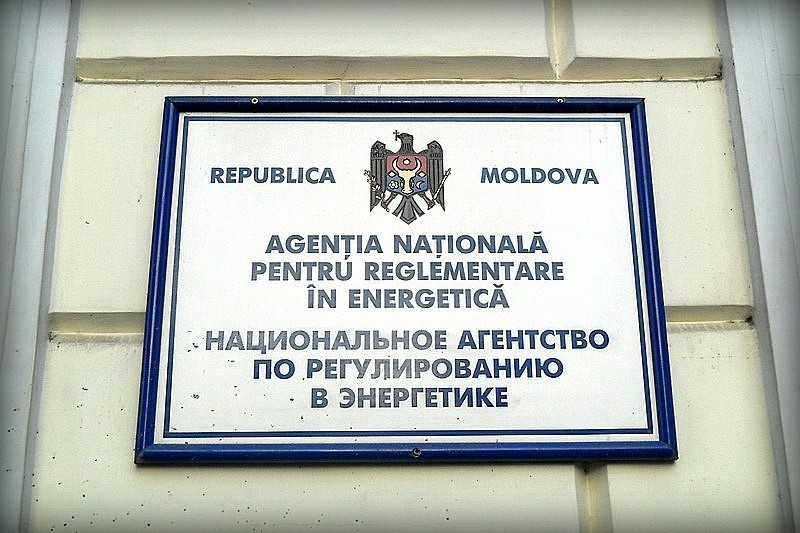 REPUBLICA MOLDOVA
AGENȚIA NAȚIONALĂ
PENTRU REGLEMENTARE
ÎN ENERGETICĂ
НАЦИОНАЛЬНОЕ АГЕНТСТВО
ПО РЕГУЛИРОВАНИЮ
В ЭНЕРГЕТИКЕ